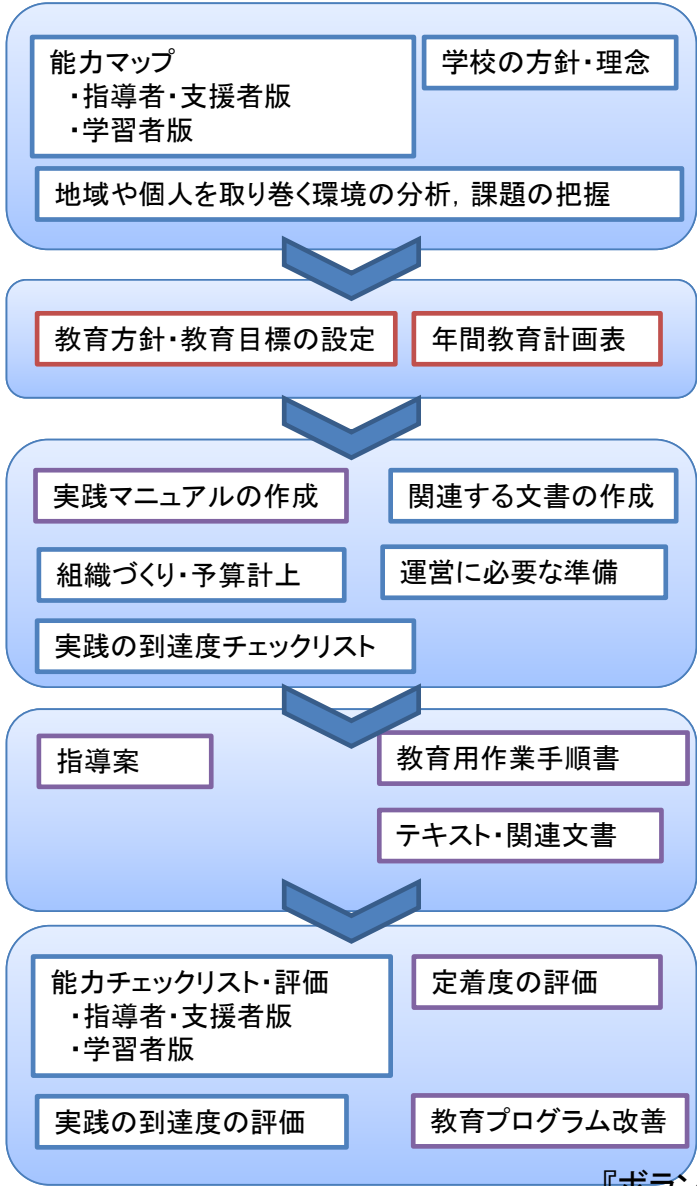 能力マップ
・指導者・支援者版
・学習者版
学校の方針・理念
地域や個人を取り巻く環境の分析，課題の把握
教育方針・教育目標の設定
年間教育計画表
実践マニュアルの作成
関連する文書の作成
組織づくり・予算計上
運営に必要な準備
実践の到達度チェックリスト
指導案
教育用作業手順書
テキスト・関連文書
能力チェックリスト・評価
・指導者・支援者版
・学習者版
定着度の評価
実践の到達度の評価
教育プログラム改善
『ボラン